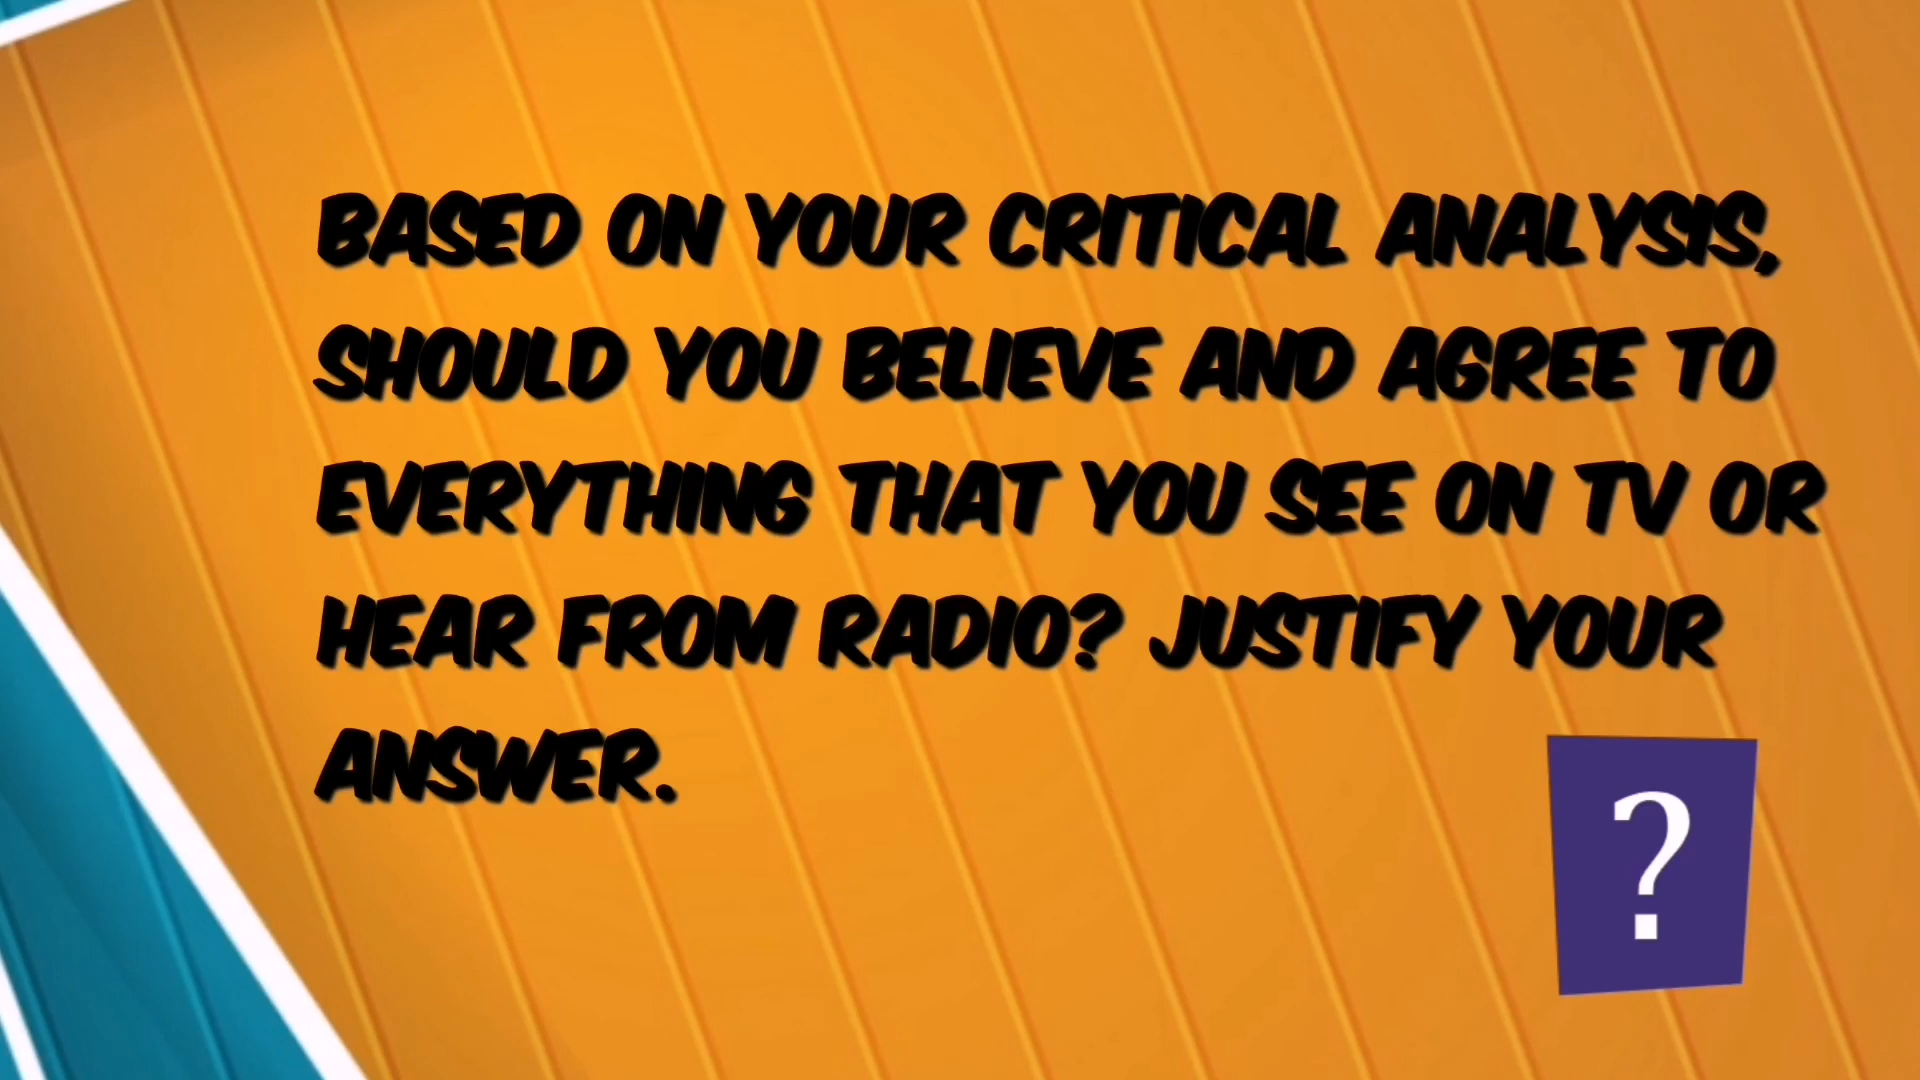 BASED ON YOUR CRITICAL ANALYSIS,
SHOULD YOU BELIEVE AND AGREE TO
EVERYTHING THAT YOU SEE ON TV OR
HEAR FROM RADIO? JUSTIFY YOUR
ANSWER.
?